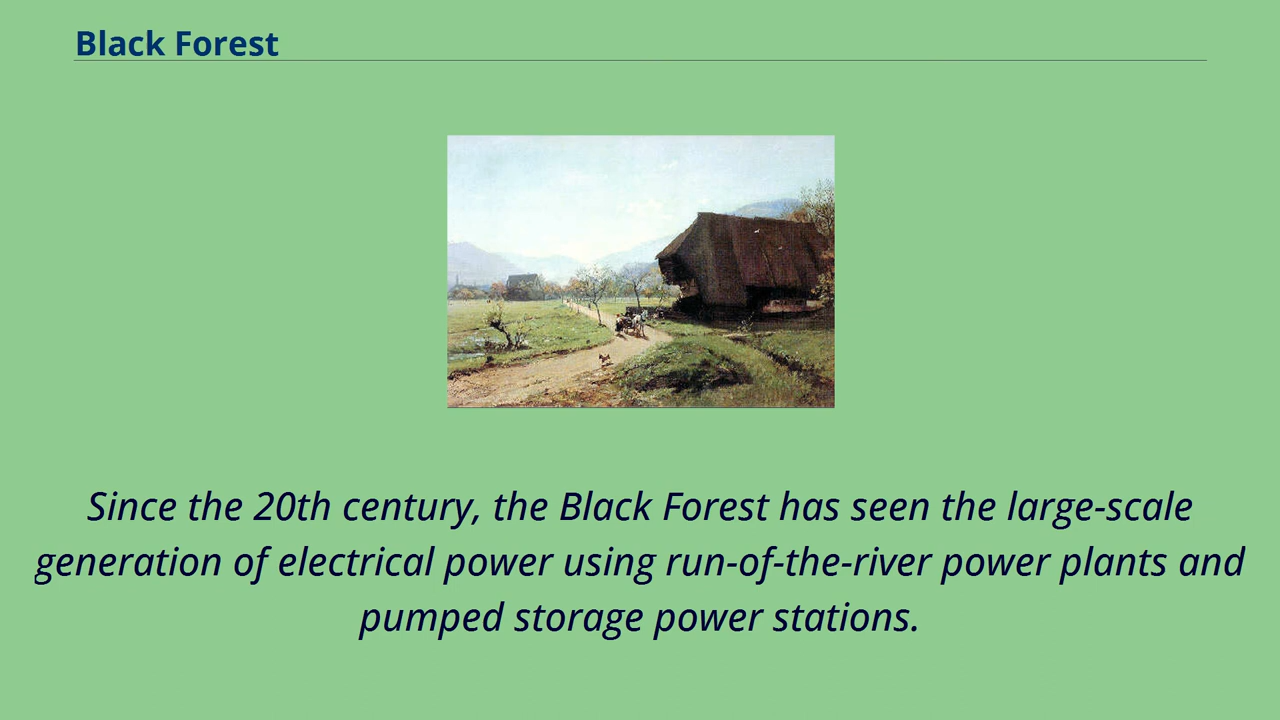 Black Forest
Since the 20th century, the Black Forest has seen the large-scale
generation of electrical power using run-of-the-river power plants and
pumped storage power stations.